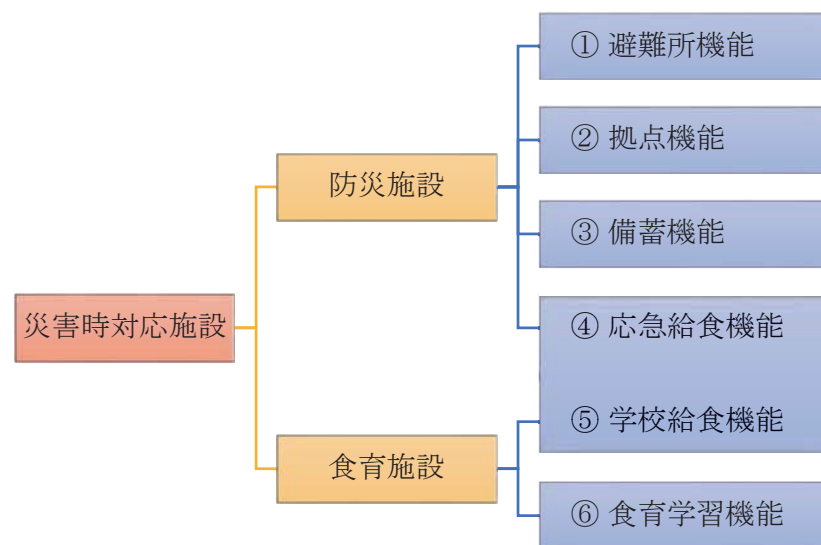 災害時対応施設
防災施設
① 避難所機能
② 拠点機能
③ 備蓄機能
④ 応急給食機能
食育施設
⑤ 学校給食機能
⑥ 食育学習機能